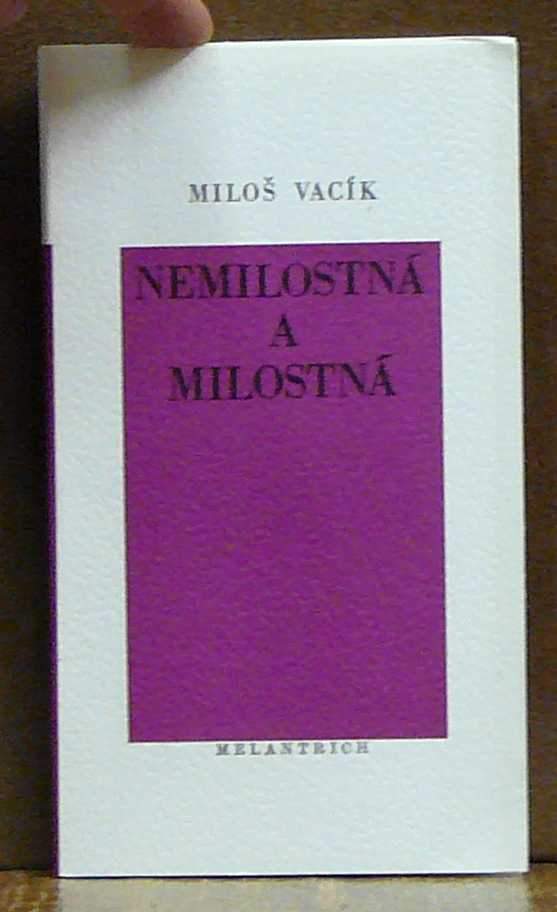 MILOŠ VACÍK
NEMILOSTNÁ
A
MILOSTNÁ
MELANTRICH